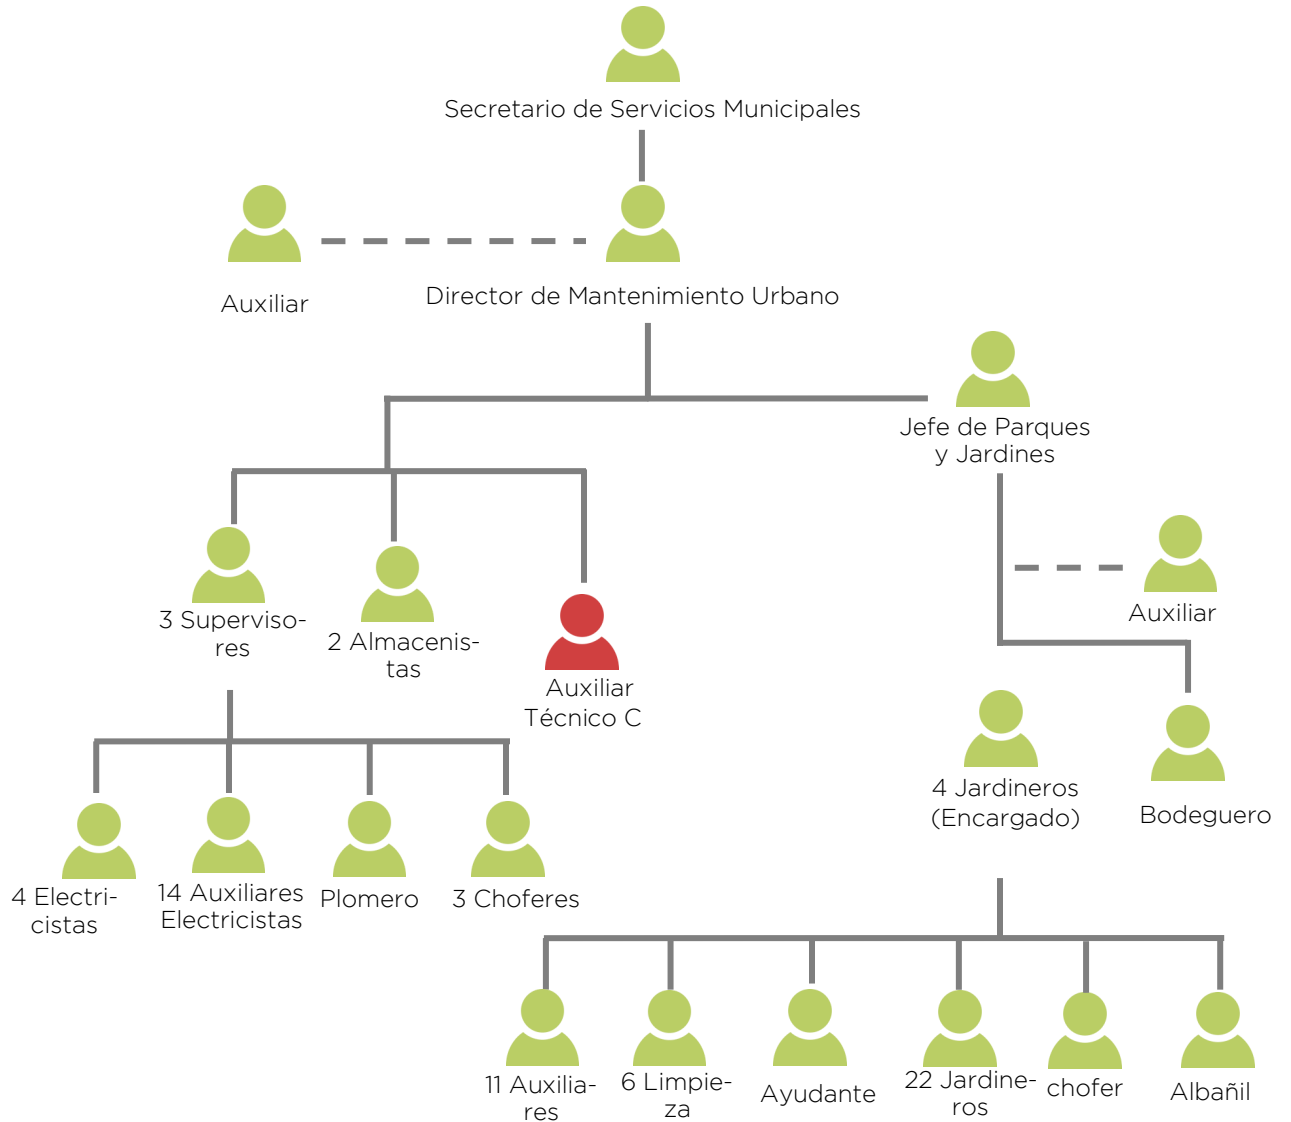 Secretario de Servicios Municipales
Auxiliar
Director de Mantenimiento Urbano
Jefe de Parques
y Jardines
Auxiliar
3 Superviso-
res
2 Almacenis-
tas
Auxiliar
Técnico C
4 Jardineros
(Encargado)
Bodeguero
4 Electri-
cistas
14 Auxiliares
Electricistas
Plomero
3 Choferes
11 Auxilia-
res
6 Limpie-
za
Ayudante
22 Jardine-
ros
chofer
Albañil